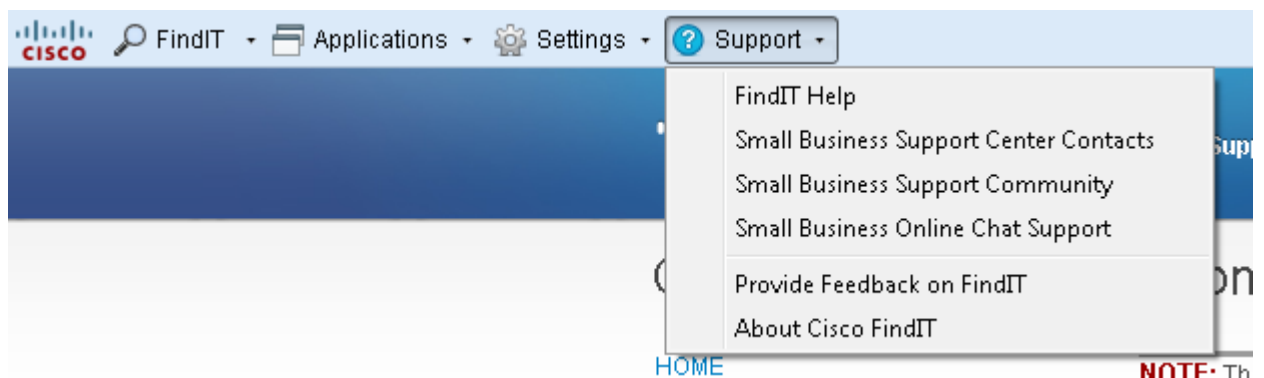 CISCO FindIT Applications Settings ? Support
FindIT Help
Small Business Support Center Contacts
Small Business Support Community
Small Business Online Chat Support
Provide Feedback on FindIT
About Cisco FindIT
HOME
NOTE: Th